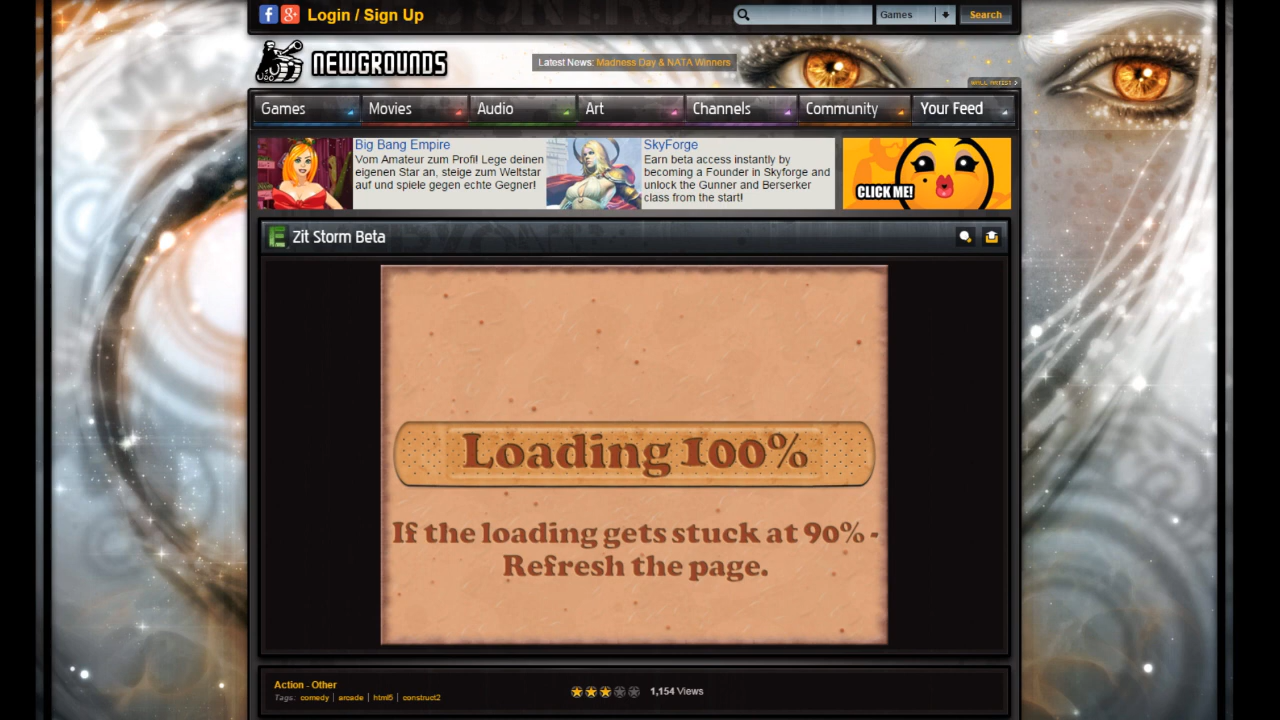 Login / Sign Up
Games
Search
NEWGROUNDS
Latest News: Madness Day & NATA Winners
WALL ARTIST >
Games
Movies
Audio
Art
Channels
Community
Your Feed
Big Bang Empire
Vom Amateur zum Profi! Lege deinen
eigenen Star an, steige zum Weltstar
auf und spiele gegen echte Gegner!
SkyForge
Earn beta access instantly by
becoming a Founder in Skyforge and
unlock the Gunner and Berserker
class from the start!
CLICK ME!
E
Zit Storm Beta
Loading 100%
If the loading gets stuck at 90% -
Refresh the page.
Action - Other
Tags: comedy | arcade | html5 | construct2
1,154 Views